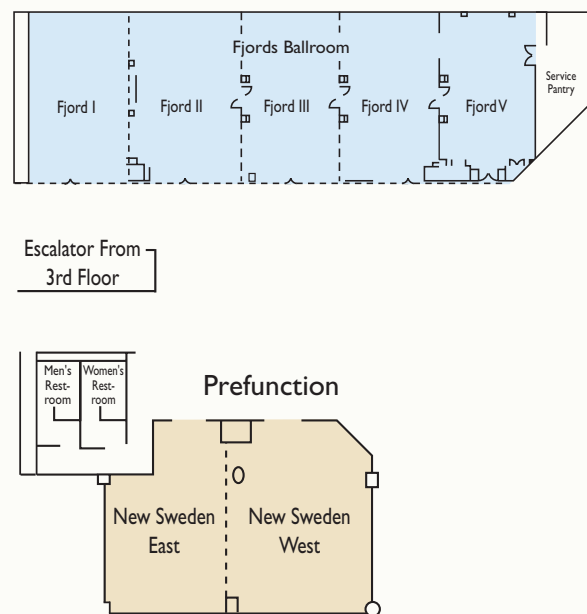 Fjords Ballroom
Service
Pantry
Fjord I
Fjord II
Fjord III
Fjord IV
Fjord V
Escalator From
3rd Floor
Men's
Rest-
room
Women's
Rest-
room
Prefunction
New Sweden
East
New Sweden
West